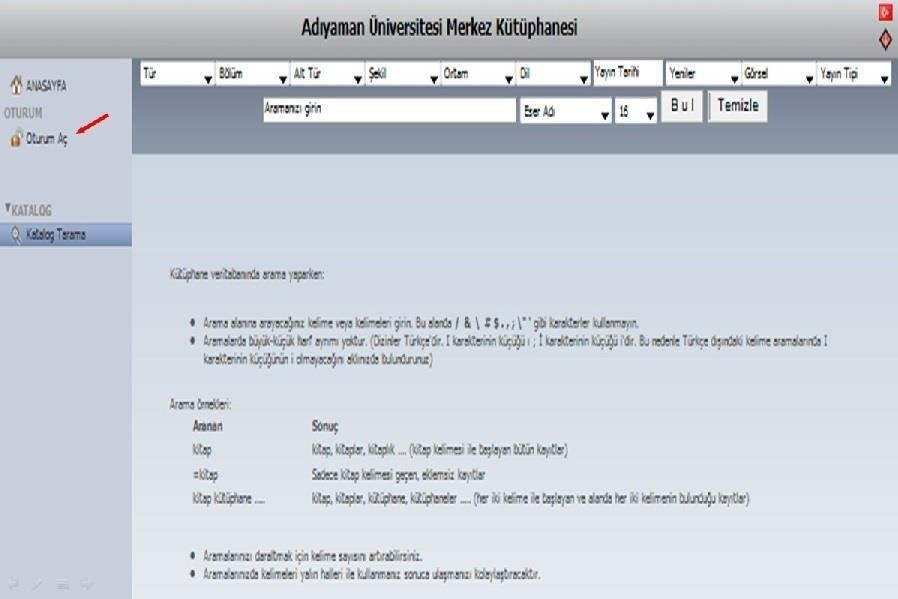 Adıyaman Üniversitesi Merkez Kütüphanesi
ANASAYFA
OTURUM
Oturum Aç
KATALOG
Katalog Tarama
Tür Bölüm Alt Tür Şekil Ortam Dil Yayın Tarihi Yeniler Görsel Yayın Tipi
Aramanızı girin Eser Adı 16 B u l Temizle
Kütüphane veritabanında arama yaparken:
Arama alanına arayacağınız kelime veya kelimeleri girin. Bu alanda / & \ # $ . , ; \ " ' gibi karakterler kullanmayın.
Aramalarda büyük-küçük harf ayrımı yoktur. (Dizinler Türkçe'dir. I karakterinin küçüğü ı ; İ karakterinin küçüğü i'dir. Bu nedenle Türkçe dışındaki kelime aramalarında I
karakterinin küçüğünün i olmayacağını aklınızda bulundurunuz)
Arama örnekleri:
Aranan Sonuç
kitap kitap, kitaplar, kitaplık .... (kitap kelimesi ile başlayan bütün kayıtlar)
=kitap Sadece kitap kelimesi geçen, eklemsiz kayıtlar
kitap kütüphane ..... kitap, kitaplar, kütüphane, kütüphaneler ..... (her iki kelime ile başlayan ve alanda her iki kelimenin bulunduğu kayıtlar)
Aramalarınızı daraltmak için kelime sayısını artırabilirsiniz.
Aramalarınızda kelimeleri yalın halleri ile kullanmanız sonuca ulaşmanızı kolaylaştıracaktır.